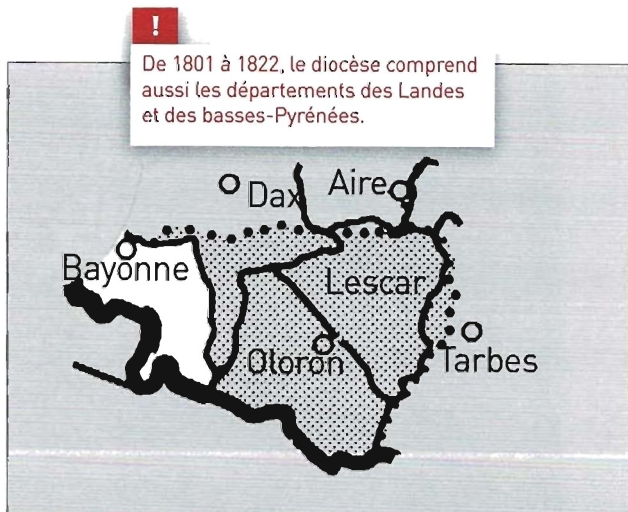 !
De 1801 à 1822, le diocèse comprend
aussi les départements des Landes
et des basses-Pyrénées.
Dax
Aire
Bayonne
Lescar
Oloron
Tarbes